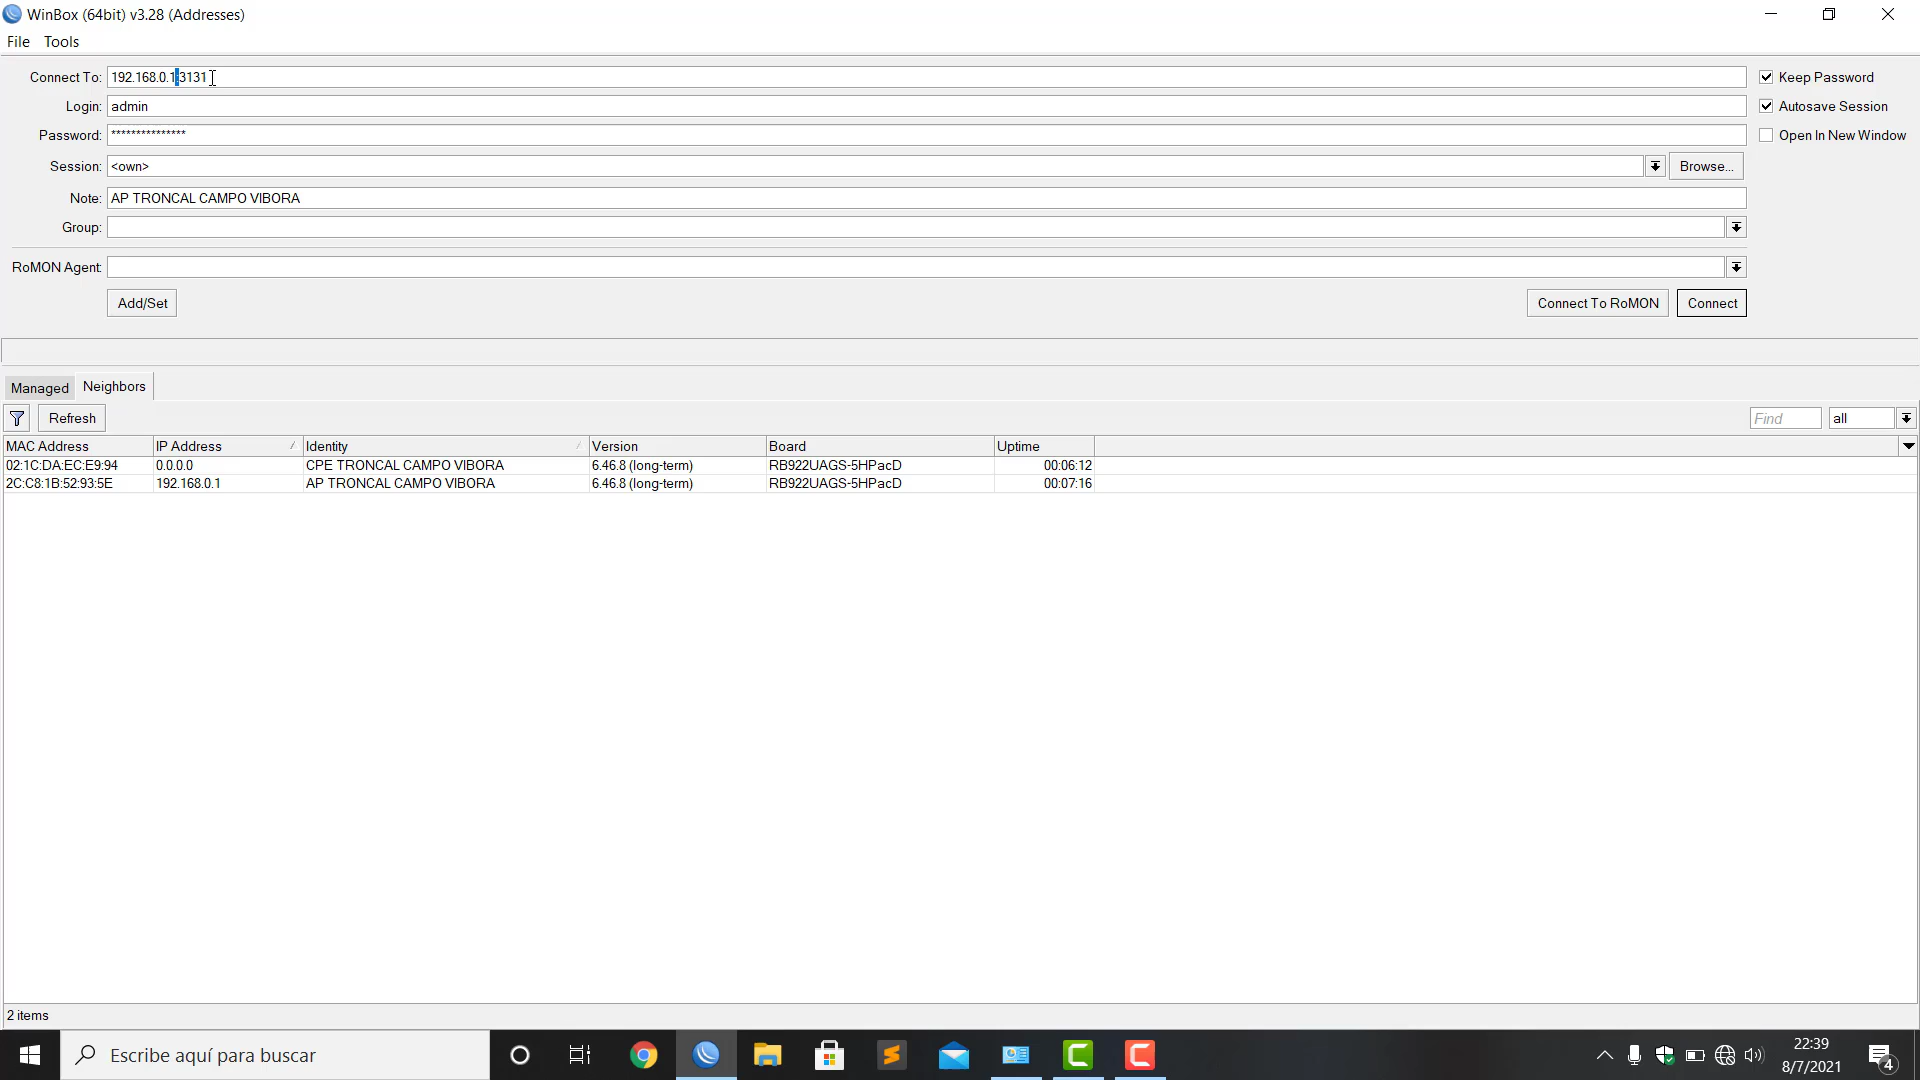 WinBox (64bit) v3.28 (Addresses)
File Tools
Connect To: 192.168.0.1:3131
Keep Password
Login: admin
Autosave Session
Password: ***************
Open In New Window
Session: <own>
Browse...
Note: AP TRONCAL CAMPO VIBORA
Group:
RoMON Agent:
Add/Set
Connect To RoMON Connect
Managed Neighbors
Refresh
Find all
MAC Address IP Address Identity Version Board Uptime
02:1C:DA:EC:E9:94 0.0.0.0 CPE TRONCAL CAMPO VIBORA 6.46.8 (long-term) RB922UAGS-5HPacD 00:06:12
2C:C8:1B:52:93:5E 192.168.0.1 AP TRONCAL CAMPO VIBORA 6.46.8 (long-term) RB922UAGS-5HPacD 00:07:16
2 items
Escribe aquí para buscar
22:39
8/7/2021
4